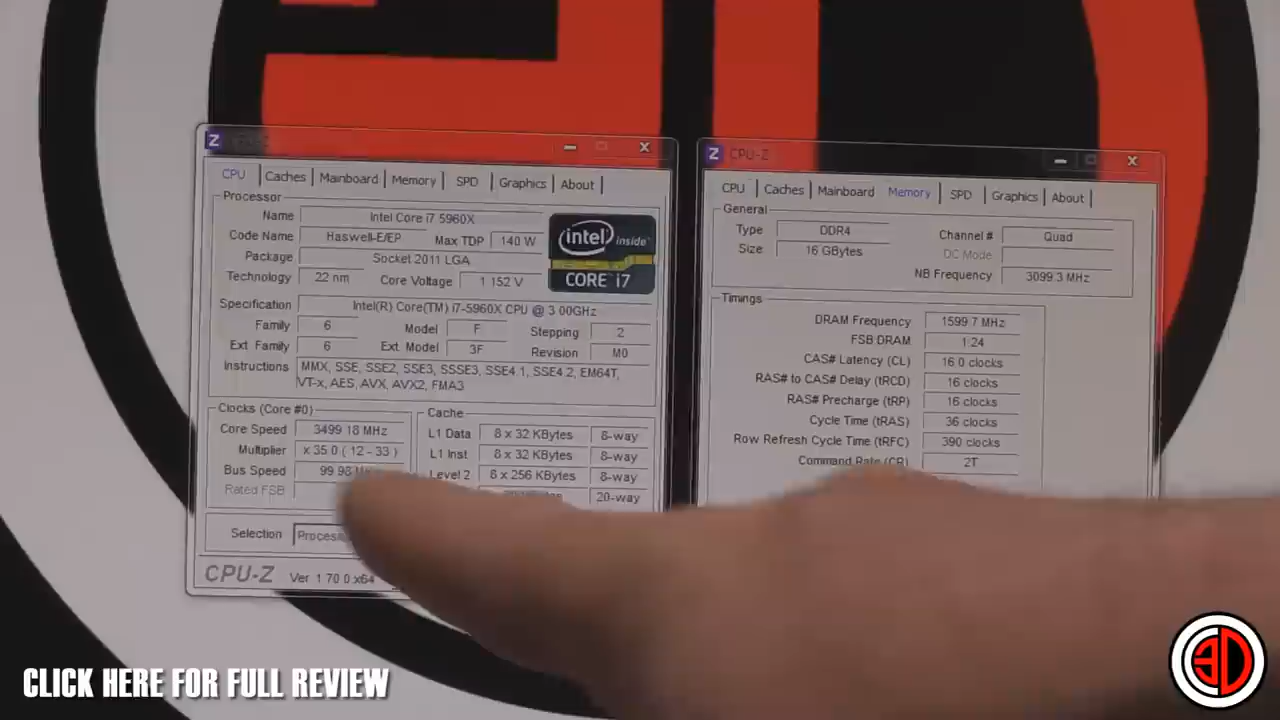 CPU Caches Mainboard Memory SPD Graphics About
Processor
Name Intel Core i7 5960X
Code Name Haswell-E/EP Max TDP 140 W
Package Socket 2011 LGA
Technology 22 nm Core Voltage 1 152 V
intel inside
CORE i7
Specification Intel(R) Core(TM) i7-5960X CPU @ 3 00GHz
Family 6 Model F Stepping 2
Ext Family 6 Ext Model 3F Revision M0
Instructions MMX, SSE, SSE2, SSE3, SSSE3, SSE4 1, SSE4 2, EM64T,
VT-x, AES, AVX, AVX2, FMA3
Clocks (Core #0)
Core Speed 3499 18 MHz
Multiplier x 35 0 ( 12 - 33 )
Bus Speed 99 98
Rated FSB
Cache
L1 Data 8 x 32 KBytes 8-way
L1 Inst 8 x 32 KBytes 8-way
Level 2 8 x 256 KBytes 8-way
20-way
Selection
CPU-Z Ver 1 70 0 x64
CPU-Z
CPU Caches Mainboard Memory SPD Graphics About
General
Type DDR4 Channel # Quad
Size 16 GBytes DC Mode
NB Frequency 3099.3 MHz
Timings
DRAM Frequency 1599 7 MHz
FSB DRAM 1:24
CAS# Latency (CL) 16 0 clocks
RAS# to CAS# Delay (tRCD) 16 clocks
RAS# Precharge (tRP) 16 clocks
Cycle Time (tRAS) 36 clocks
Row Refresh Cycle Time (tRFC) 390 clocks
Command Rate (CR) 2T
CLICK HERE FOR FULL REVIEW